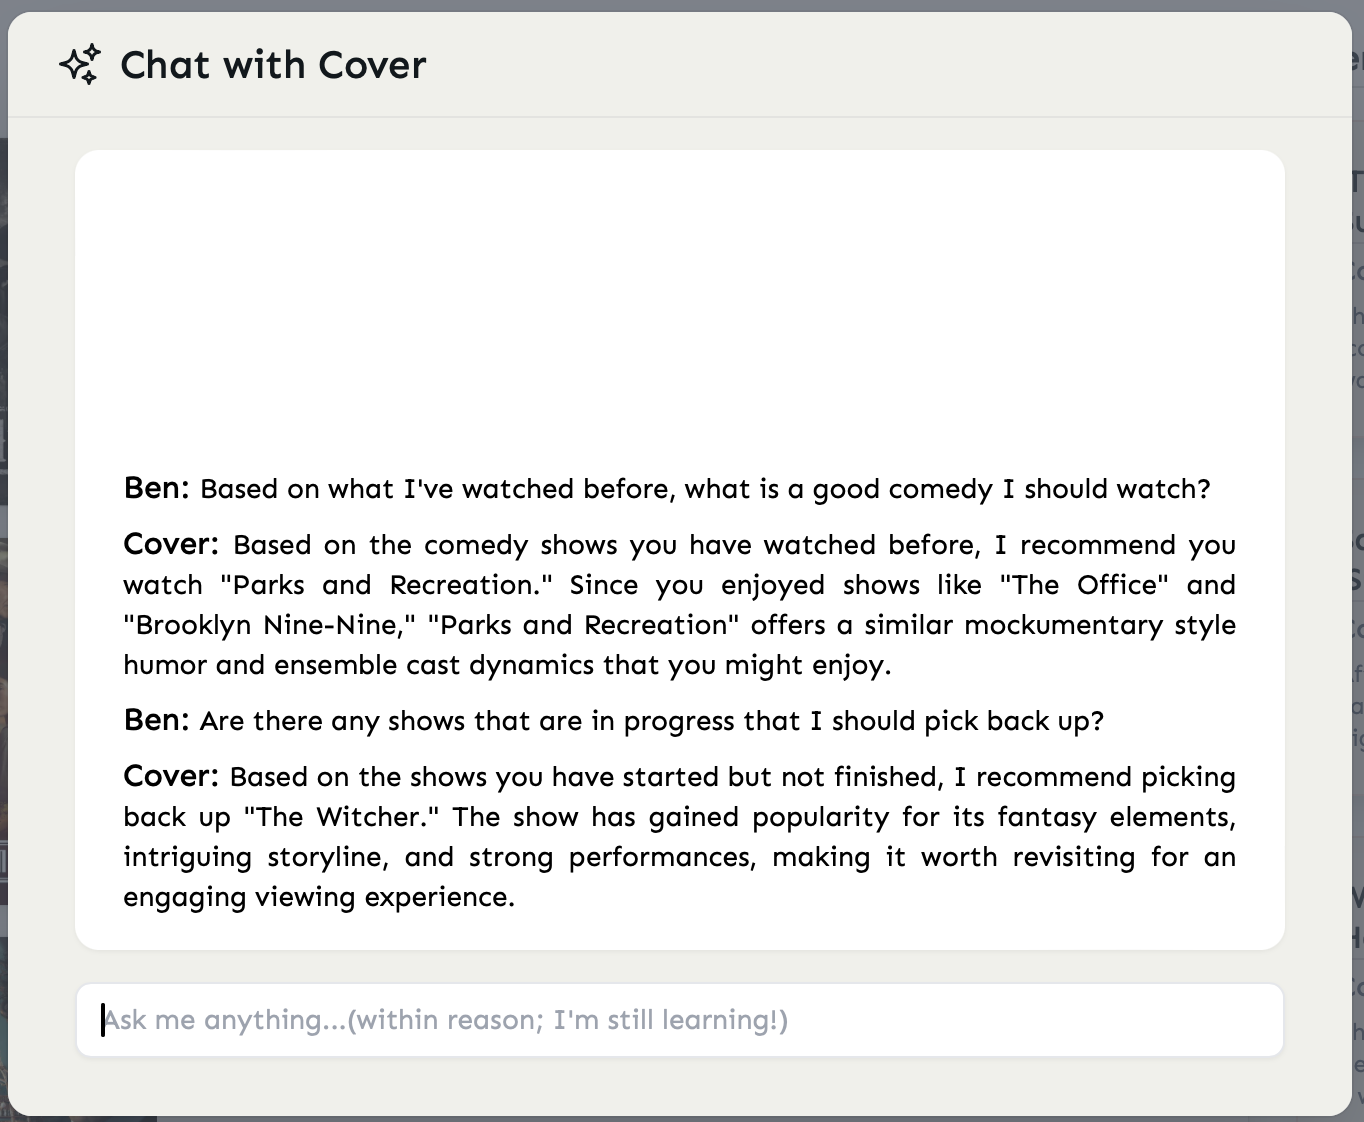 Chat with Cover
Ben: Based on what I've watched before, what is a good comedy I should watch?
Cover: Based on the comedy shows you have watched before, I recommend you
watch "Parks and Recreation." Since you enjoyed shows like "The Office" and
"Brooklyn Nine-Nine," "Parks and Recreation" offers a similar mockumentary style
humor and ensemble cast dynamics that you might enjoy.
Ben: Are there any shows that are in progress that I should pick back up?
Cover: Based on the shows you have started but not finished, I recommend picking
back up "The Witcher." The show has gained popularity for its fantasy elements,
intriguing storyline, and strong performances, making it worth revisiting for an
engaging viewing experience.
Ask me anything...(within reason; I'm still learning!)